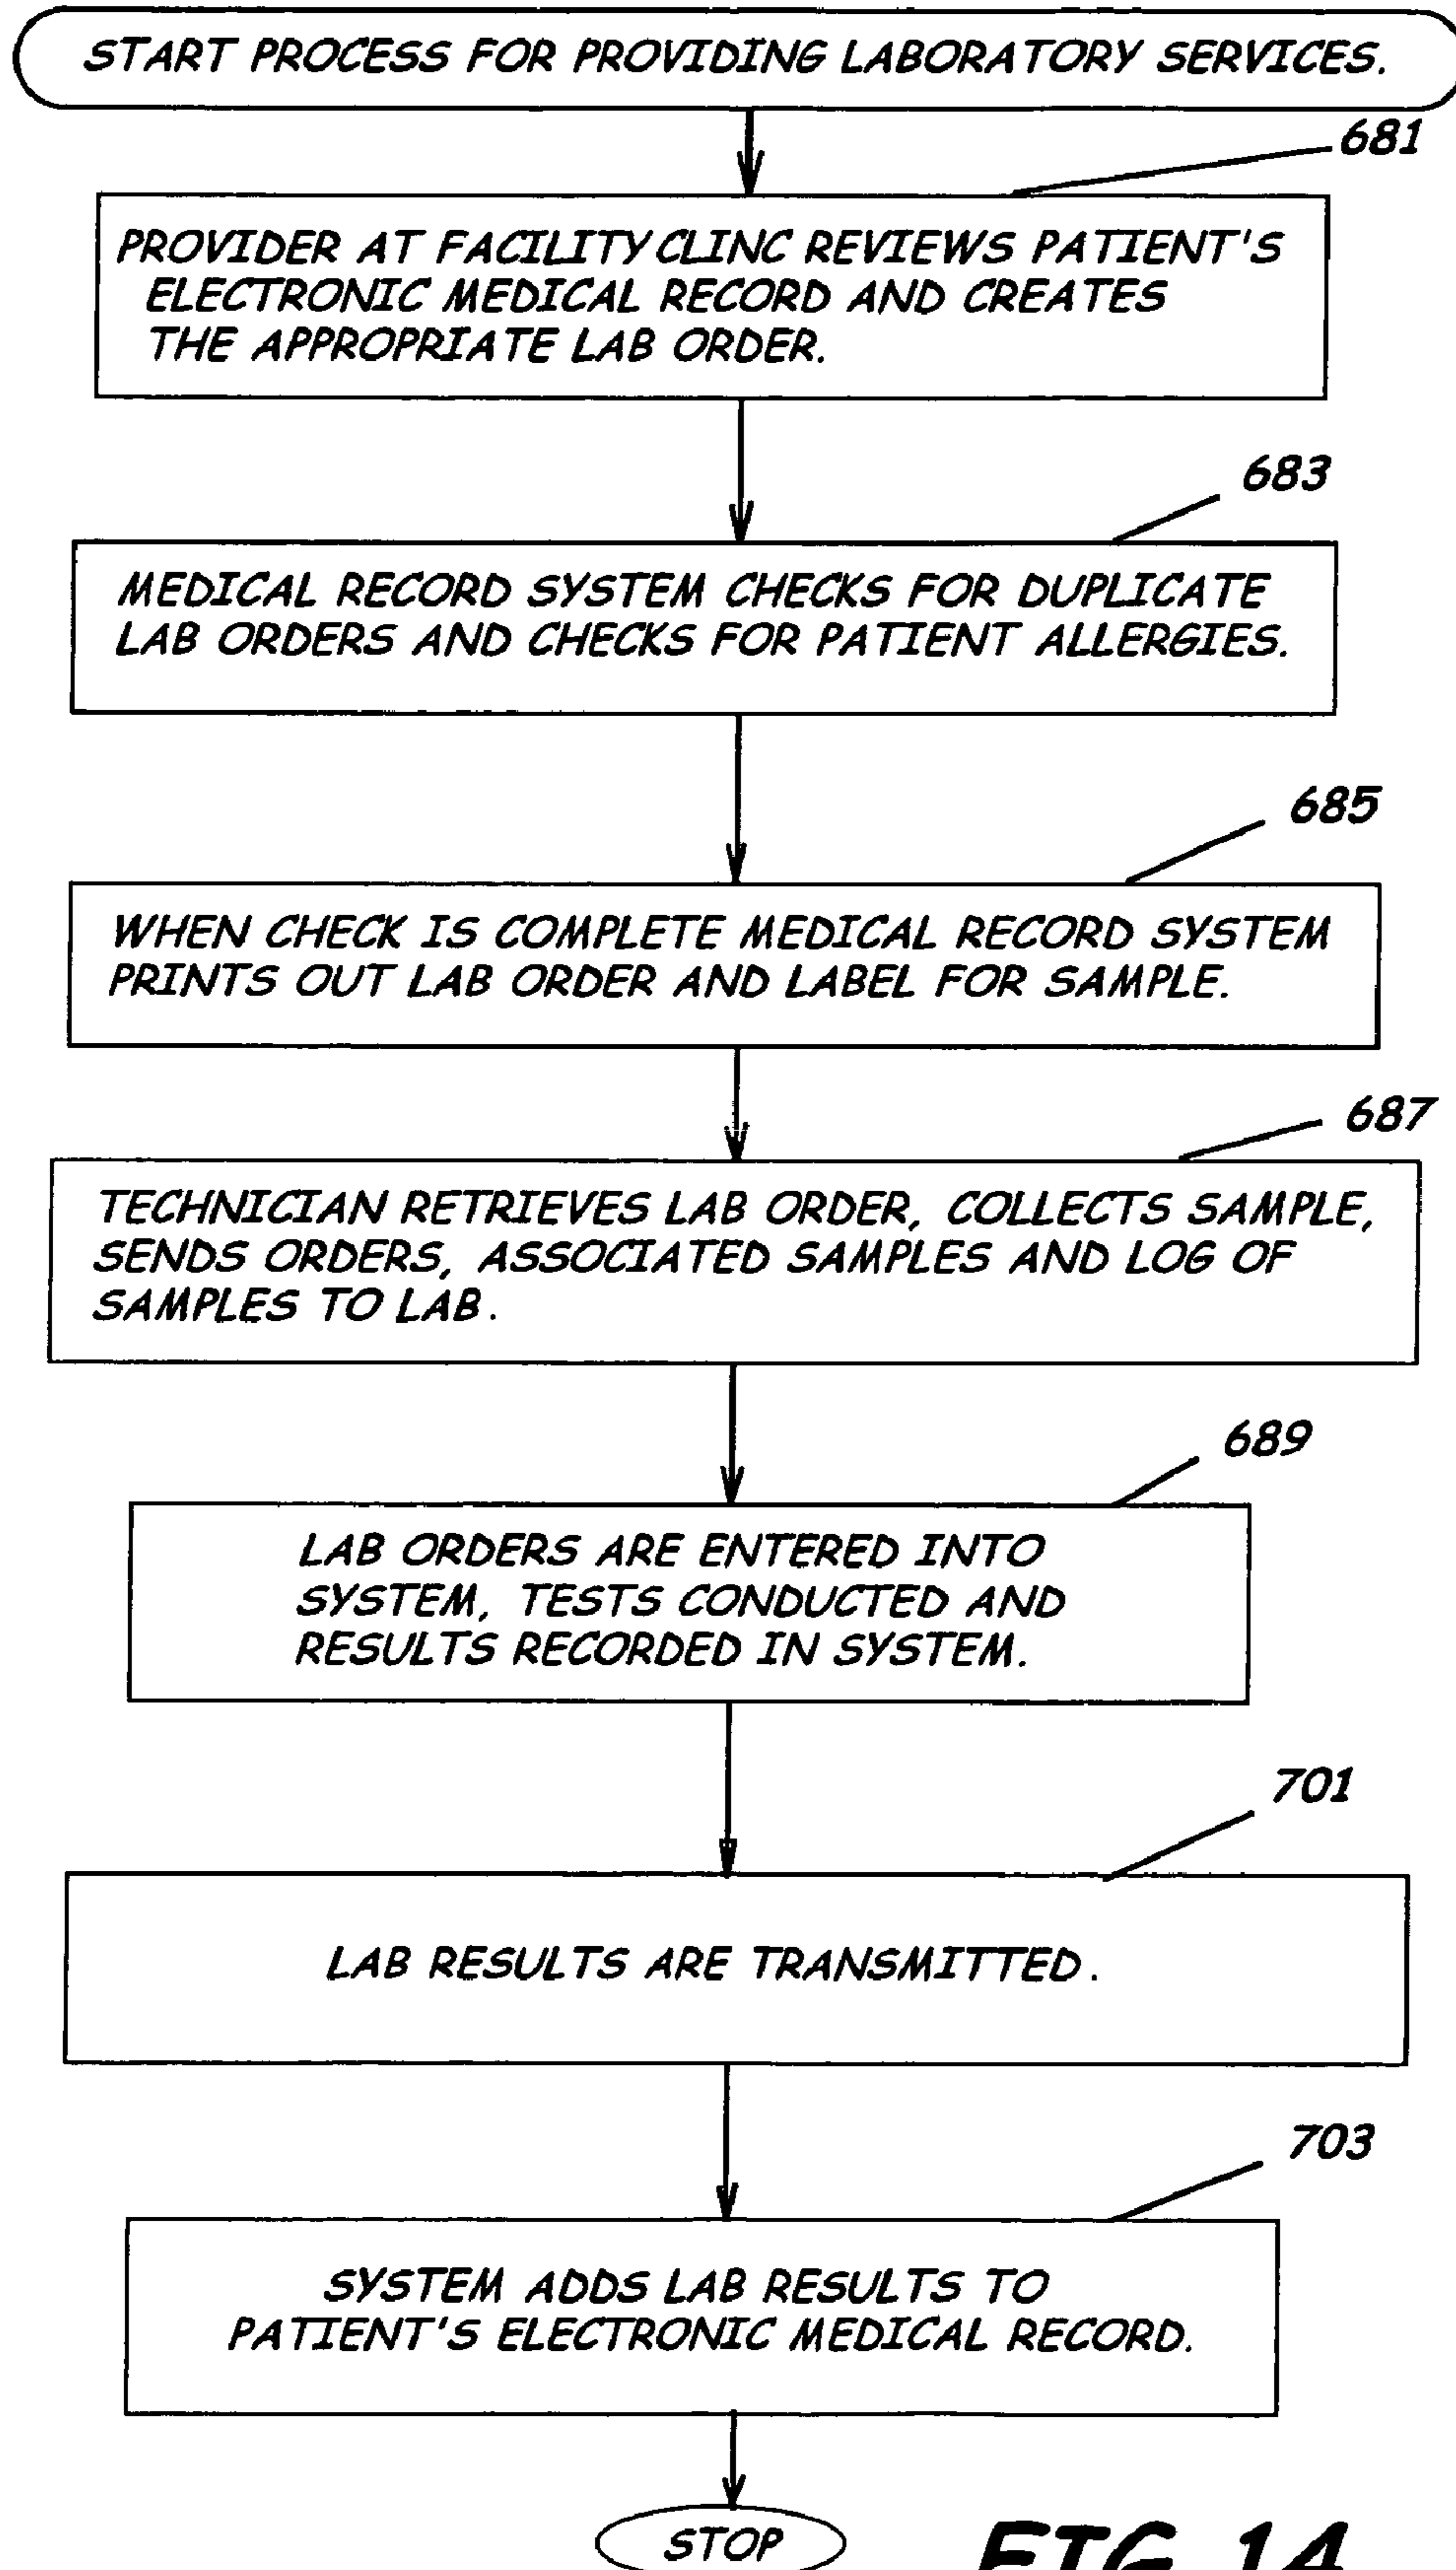 START PROCESS FOR PROVIDING LABORATORY SERVICES.
681
PROVIDER AT FACILITY CLINC REVIEWS PATIENT'S
ELECTRONIC MEDICAL RECORD AND CREATES
THE APPROPRIATE LAB ORDER.
683
MEDICAL RECORD SYSTEM CHECKS FOR DUPLICATE
LAB ORDERS AND CHECKS FOR PATIENT ALLERGIES.
685
WHEN CHECK IS COMPLETE MEDICAL RECORD SYSTEM
PRINTS OUT LAB ORDER AND LABEL FOR SAMPLE.
687
TECHNICIAN RETRIEVES LAB ORDER, COLLECTS SAMPLE,
SENDS ORDERS, ASSOCIATED SAMPLES AND LOG OF
SAMPLES TO LAB.
689
LAB ORDERS ARE ENTERED INTO
SYSTEM, TESTS CONDUCTED AND
RESULTS RECORDED IN SYSTEM.
701
LAB RESULTS ARE TRANSMITTED.
703
SYSTEM ADDS LAB RESULTS TO
PATIENT'S ELECTRONIC MEDICAL RECORD.
STOP
FIG. 14